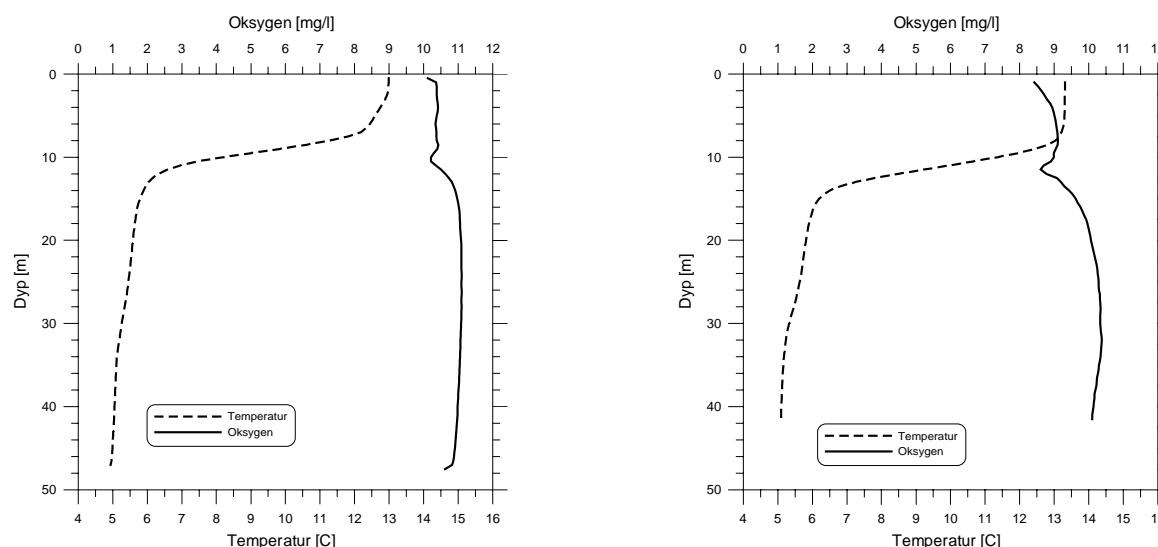 Oksygen [mg/l]
0 1 2 3 4 5 6 7 8 9 10 11 12
0
10
20
30
40
50
Dyp [m]
Temperatur
Oksygen
4 5 6 7 8 9 10 11 12 13 14 15 16
Temperatur [C]
Oksygen [mg/l]
0 1 2 3 4 5 6 7 8 9 10 11 1
0
10
20
30
40
50
Dyp [m]
Temperatur
Oksygen
4 5 6 7 8 9 10 11 12 13 14 15 1
Temperatur [C]